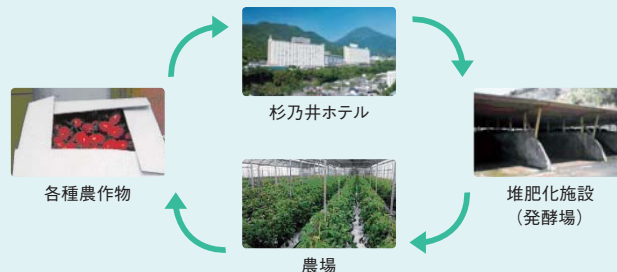 杉乃井ホテル
各種農作物
堆肥化施設
（発酵場）
農場